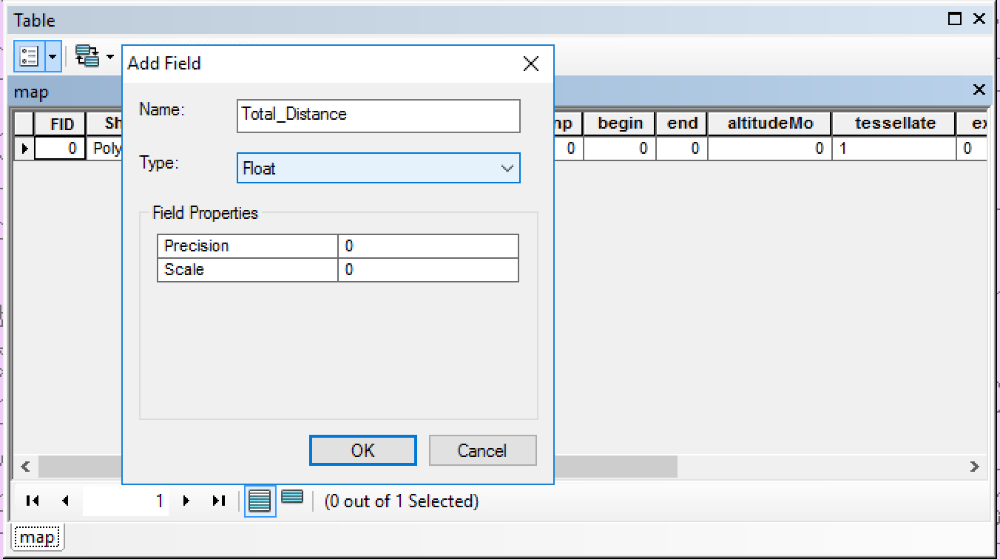 Table
Add Field
map
Name: Total_Distance
FID Sh np begin end altitudeMo tessellate ex
0 Poly 0 0 0 0 1 0
Type: Float
Field Properties
Precision 0
Scale 0
OK Cancel
1 (0 out of 1 Selected)
map